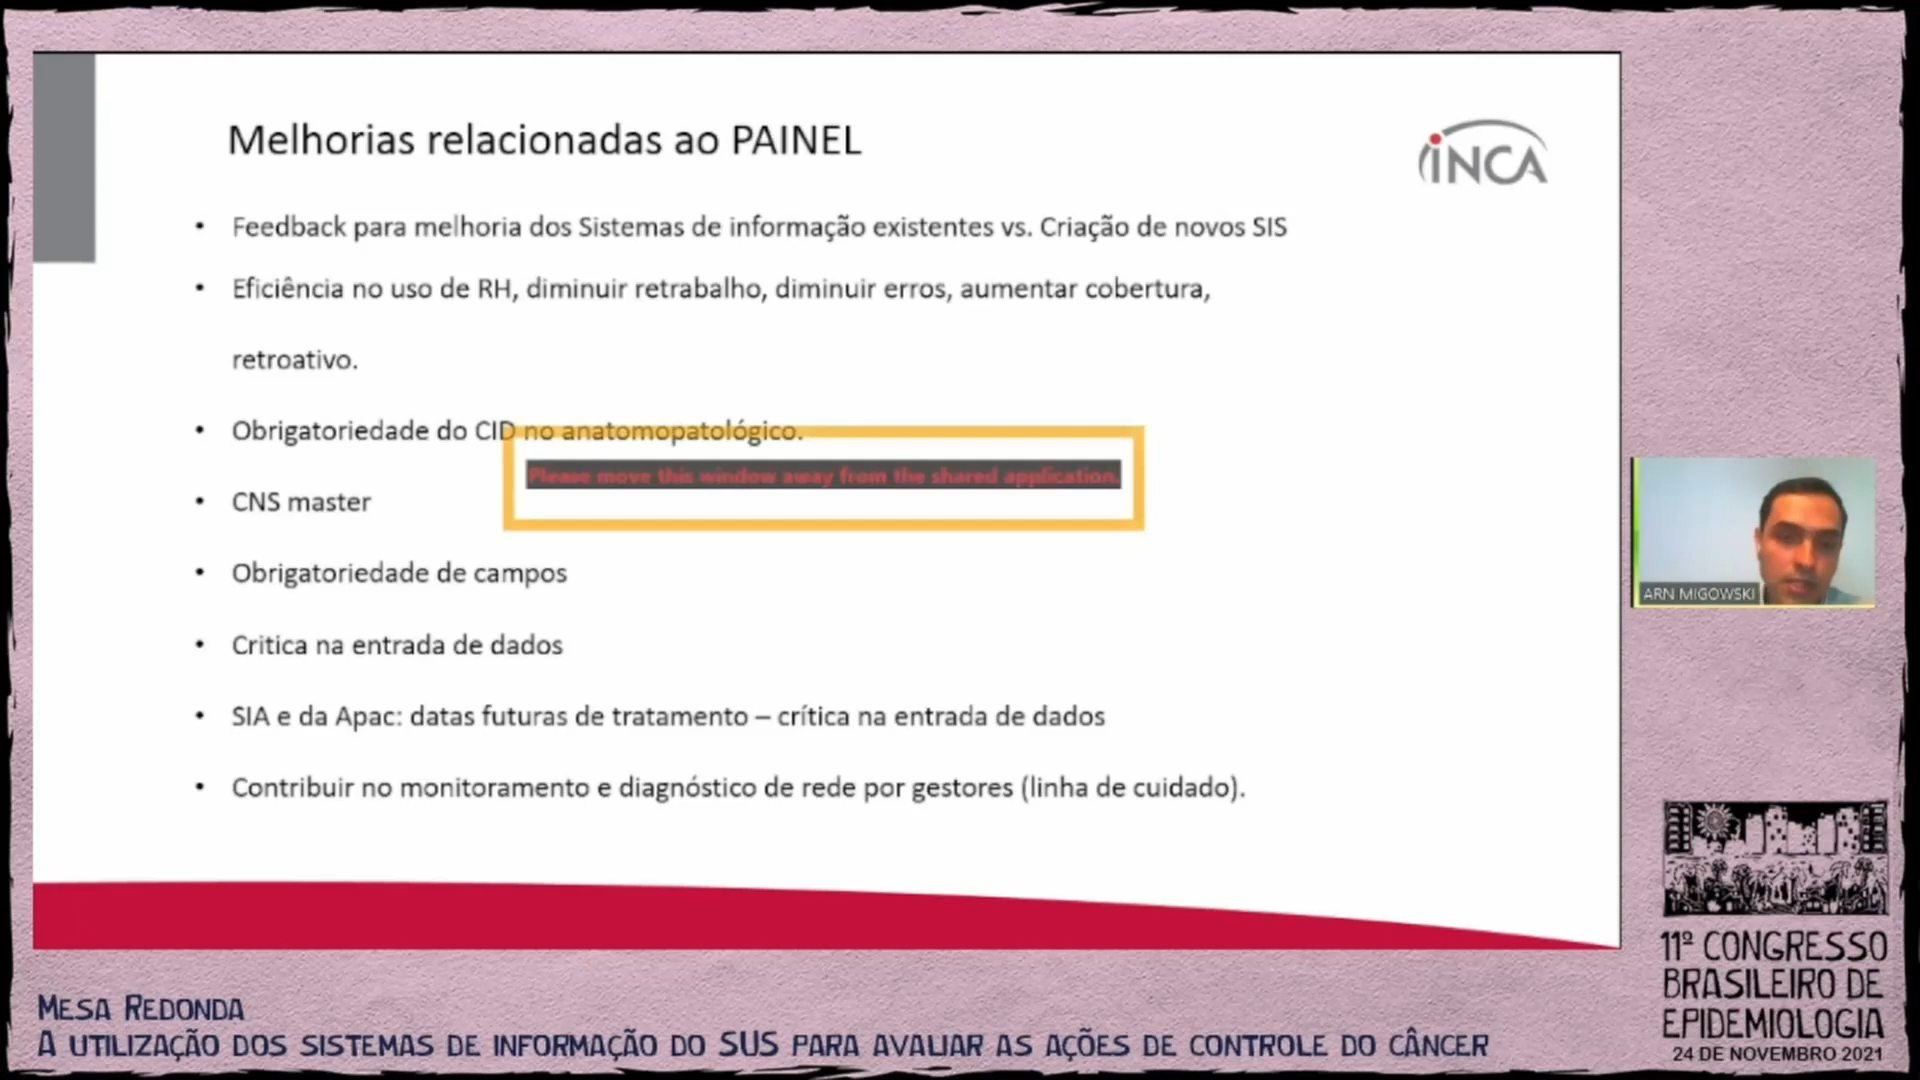 Melhorias relacionadas ao PAINEL
INCA
• Feedback para melhoria dos Sistemas de informação existentes vs. Criação de novos SIS
• Eficiência no uso de RH, diminuir retrabalho, diminuir erros, aumentar cobertura,
retroativo.
• Obrigatoriedade do CID no anatomopatológico.
Please move this window away from the shared application.
• CNS master
• Obrigatoriedade de campos
• Critica na entrada de dados
• SIA e da Apac: datas futuras de tratamento – crítica na entrada de dados
• Contribuir no monitoramento e diagnóstico de rede por gestores (linha de cuidado).
ARN MIGOWSKI
11º CONGRESSO
BRASILEIRO DE
EPIDEMIOLOGIA
24 DE NOVEMBRO 2021
MESA REDONDA
A UTILIZAÇÃO DOS SISTEMAS DE INFORMAÇÃO DO SUS PARA AVALIAR AS AÇÕES DE CONTROLE DO CÂNCER